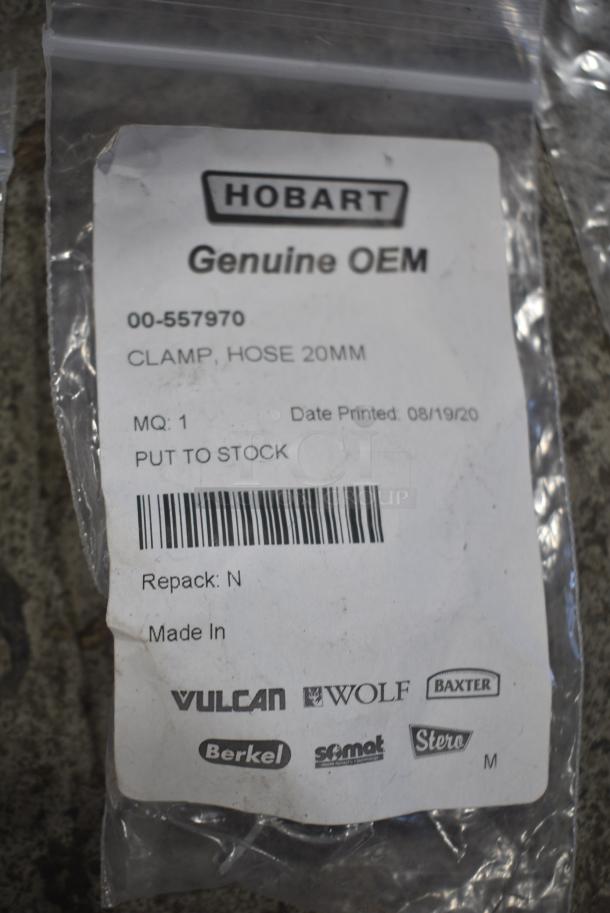 HOBART
Genuine OEM
00-557970
CLAMP, HOSE 20MM
MQ: 1 Date Printed: 08/19/20
PUT TO STOCK
GROUP
Repack: N
Made In
VULCAN WOLF BAXTER
Berkel somat Stero M